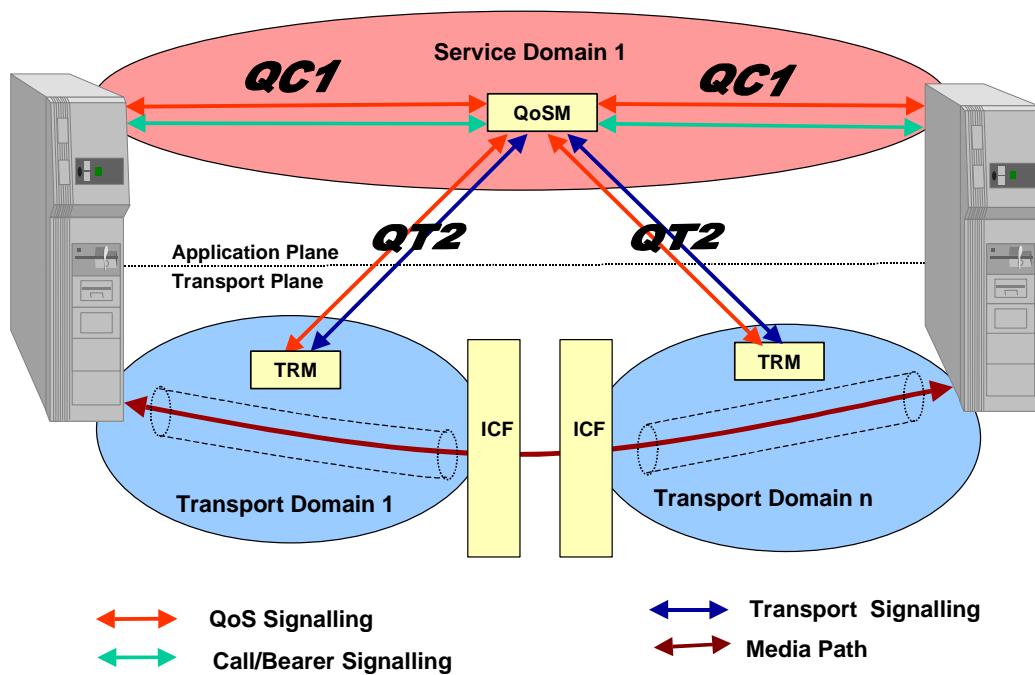 Service Domain 1
QC1
QC1
QoSM
QT2
QT2
Application Plane
Transport Plane
TRM
TRM
ICF
ICF
Transport Domain 1
Transport Domain n
QoS Signalling
Transport Signalling
Call/Bearer Signalling
Media Path